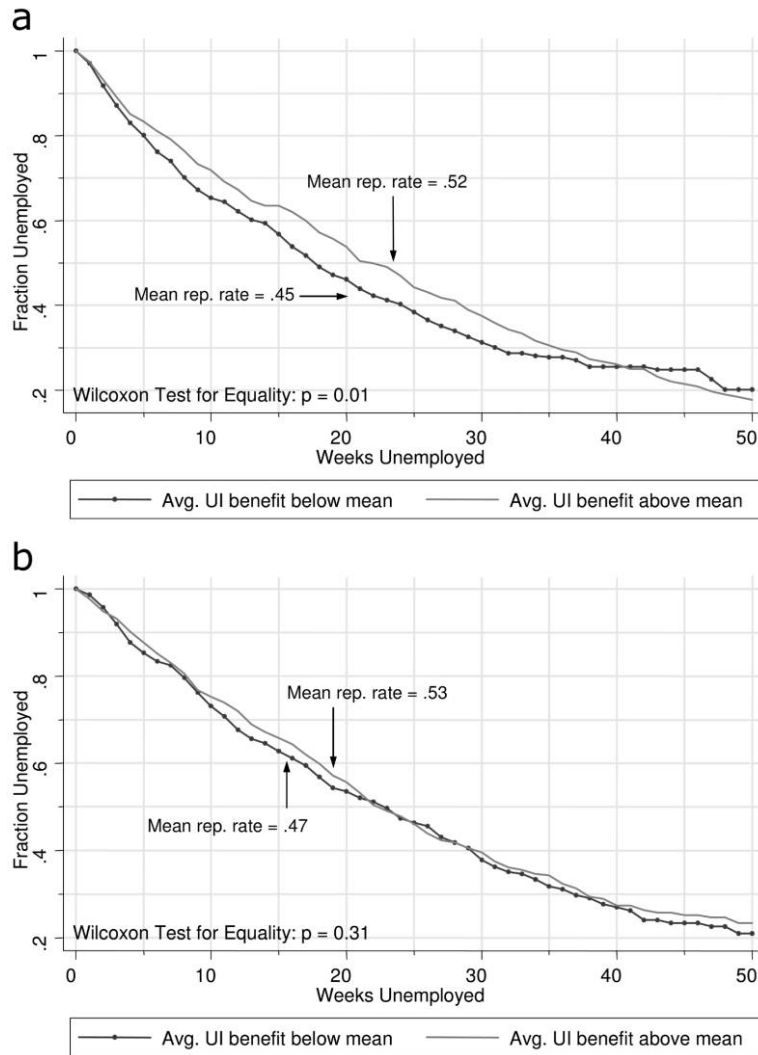 a
Fraction Unemployed
1
.8
.6
.4
.2
Mean rep. rate = .52
Mean rep. rate = .45
Wilcoxon Test for Equality: p = 0.01
0 10 20 30 40 50
Weeks Unemployed
Avg. UI benefit below mean Avg. UI benefit above mean
b
Fraction Unemployed
1
.8
.6
.4
.2
Mean rep. rate = .53
Mean rep. rate = .47
Wilcoxon Test for Equality: p = 0.31
0 10 20 30 40 50
Weeks Unemployed
Avg. UI benefit below mean Avg. UI benefit above mean